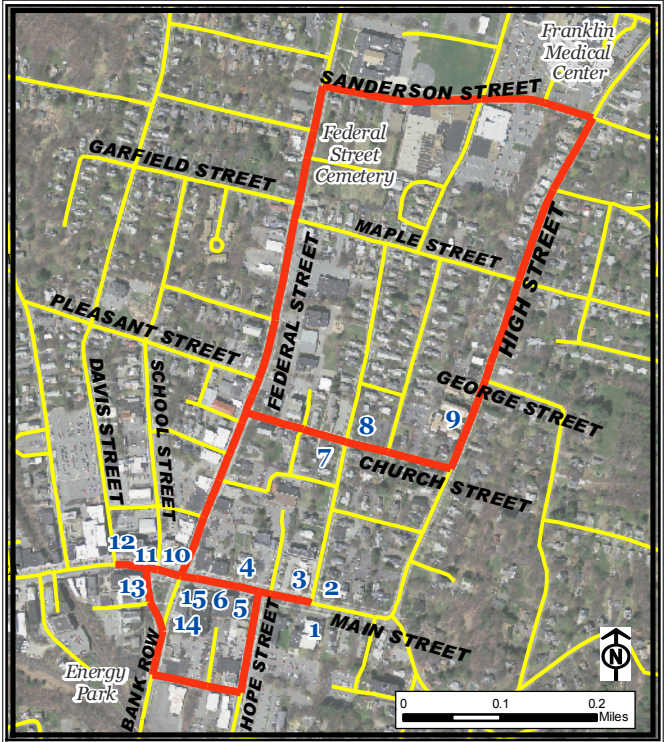 Franklin
Medical
Center
SANDERSON STREET
Federal
Street
Cemetery
GARFIELD STREET
MAPLE STREET
HIGH STREET
FEDERAL STREET
PLEASANT STREET
DAVIS STREET
SCHOOL STREET
GEORGE STREET
9
8
7
CHURCH STREET
12
11
10
4
3
2
13
15
6
5
14
1
MAIN STREET
HOPE STREET
BANK ROW
Energy
Park
N
0 0.1 0.2
Miles